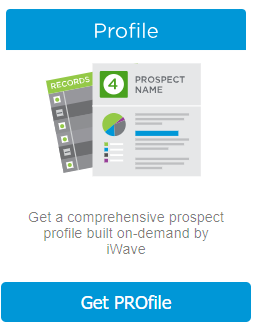 Profile
RECORDS
4
PROSPECT
NAME
Get a comprehensive prospect
profile built on-demand by
iWave
Get PROfile